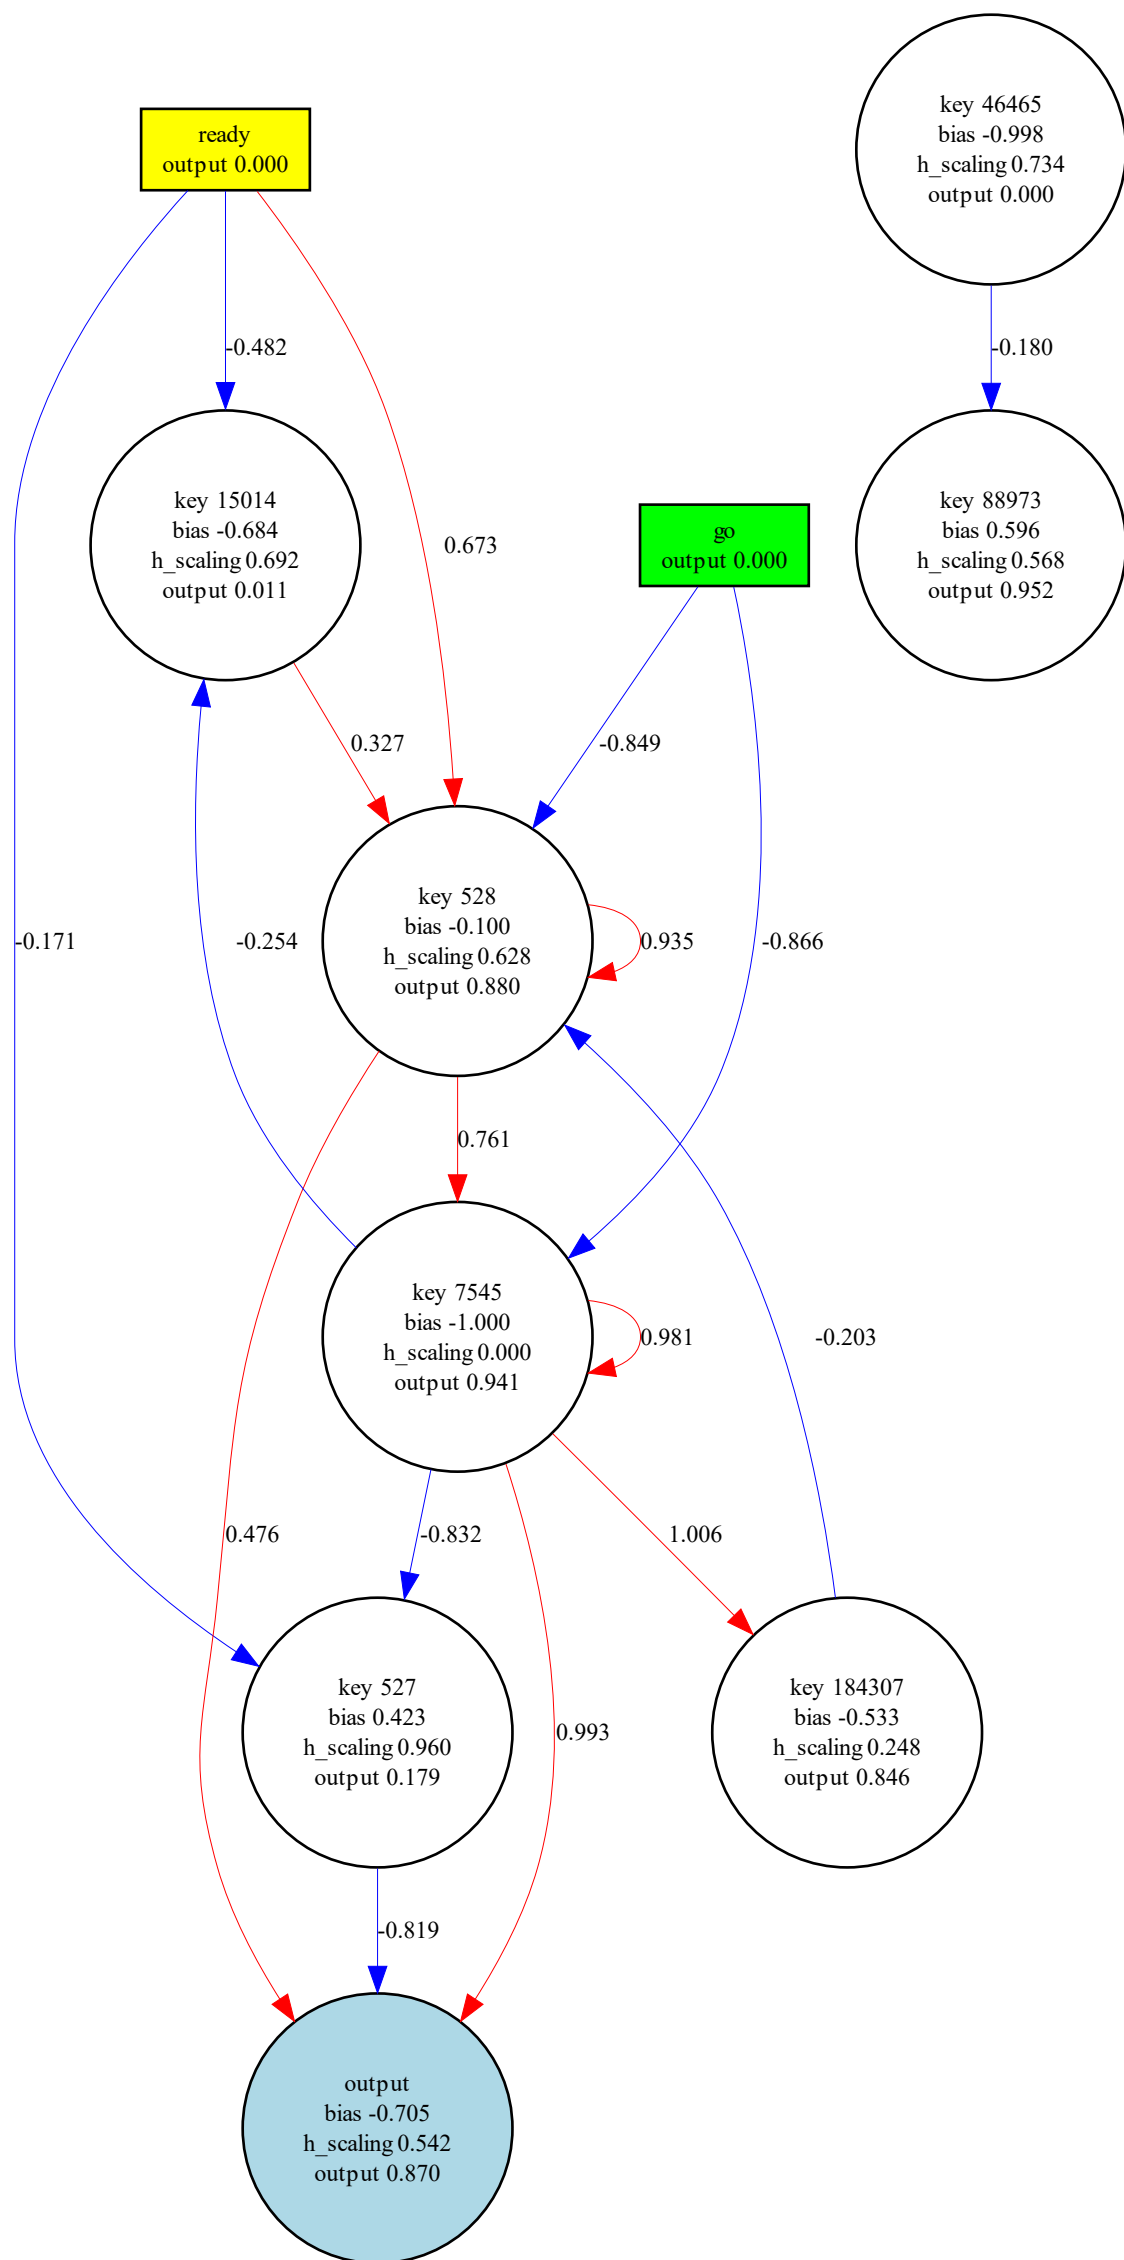 key 46465
bias -0.998
h_scaling 0.734
output 0.000
ready
output 0.000
-0.482
-0.180
key 15014
bias -0.684
h_scaling 0.692
output 0.011
0.673
go
output 0.000
key 88973
bias 0.596
h_scaling 0.568
output 0.952
0.327
-0.849
-0.171
-0.254
key 528
bias -0.100
h_scaling 0.628
output 0.880
0.935
-0.866
0.761
key 7545
bias -1.000
h_scaling 0.000
output 0.941
0.981
-0.203
0.476
-0.832
1.006
key 527
bias 0.423
h_scaling 0.960
output 0.179
0.993
key 184307
bias -0.533
h_scaling 0.248
output 0.846
-0.819
output
bias -0.705
h_scaling 0.542
output 0.870